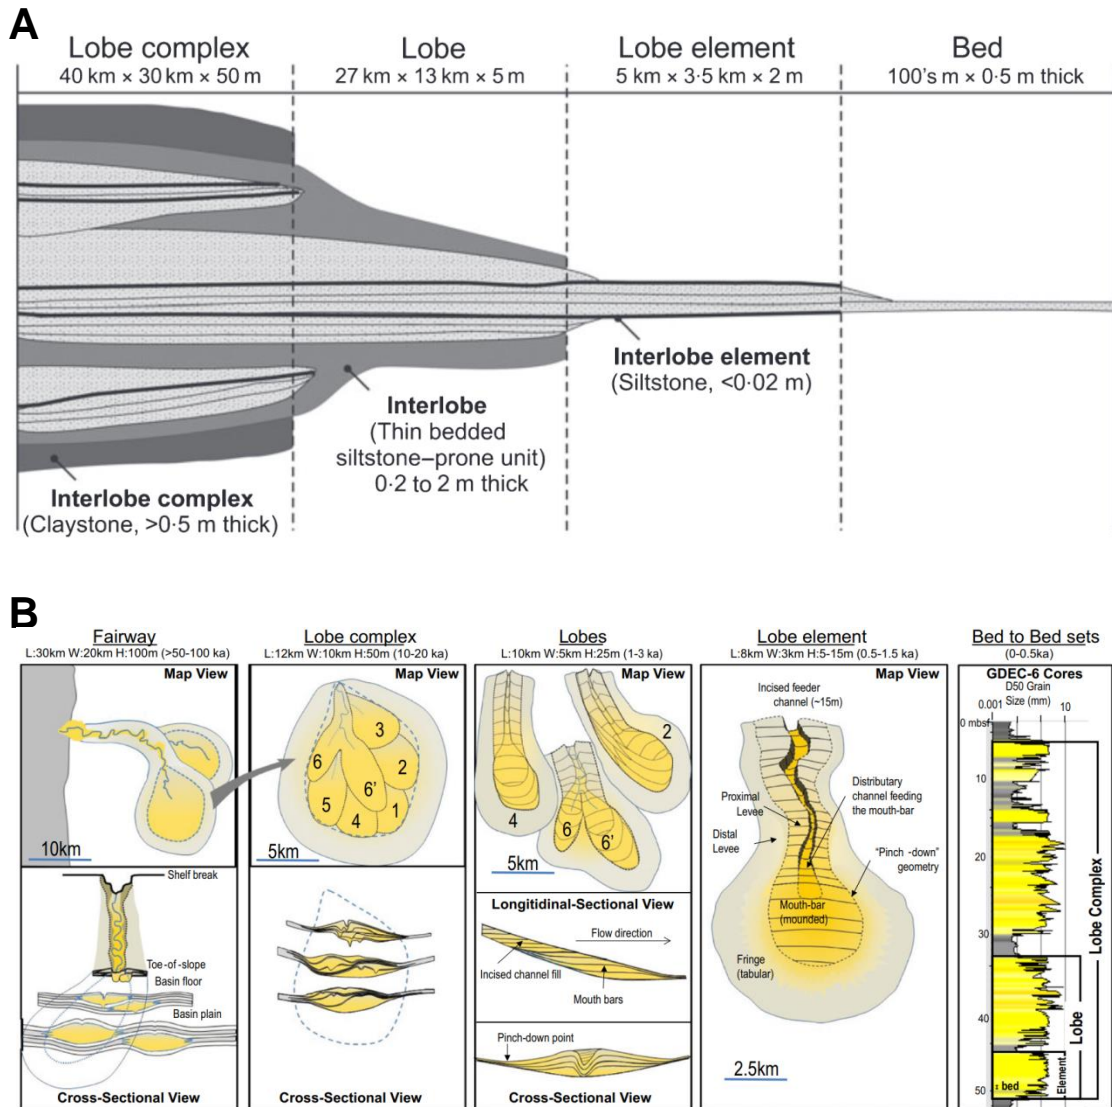 A
Lobe complex
40 km × 30 km × 50 m
Lobe
27 km × 13 km × 5 m
Lobe element
5 km × 3·5 km × 2 m
Bed
100's m × 0·5 m thick
Interlobe element
(Siltstone, <0·02 m)
Interlobe
(Thin bedded
siltstone–prone unit)
0·2 to 2 m thick
Interlobe complex
(Claystone, >0·5 m thick)
B
Fairway
L:30km W:20km H:100m (>50-100 ka)
Map View
10km
Shelf break
Toe-of-slope
Basin floor
Basin plain
Cross-Sectional View
Lobe complex
L:12km W:10km H:50m (10-20 ka)
Map View
3
6
2
6'
5
4
1
5km
Cross-Sectional View
Lobes
L:10km W:5km H:25m (1-3 ka)
Map View
2
4
6
6'
5km
Longitidinal-Sectional View
Flow direction
Incised channel fill
Mouth bars
Pinch-down point
Cross-Sectional View
Lobe element
L:8km W:3km H:5-15m (0.5-1.5 ka)
Map View
Incised feeder
channel (~15m)
Proximal
Levee
Distal
Levee
Distributary
channel feeding
the mouth-bar
"Pinch -down"
geometry
Mouth-bar
(mounded)
Fringe
(tabular)
2.5km
Bed to Bed sets
(0-0.5ka)
GDEC-6 Cores
D50 Grain
Size (mm)
0.001
10
0 mbsf
10
20
30
40
50
bed
Element
Lobe
Lobe Complex